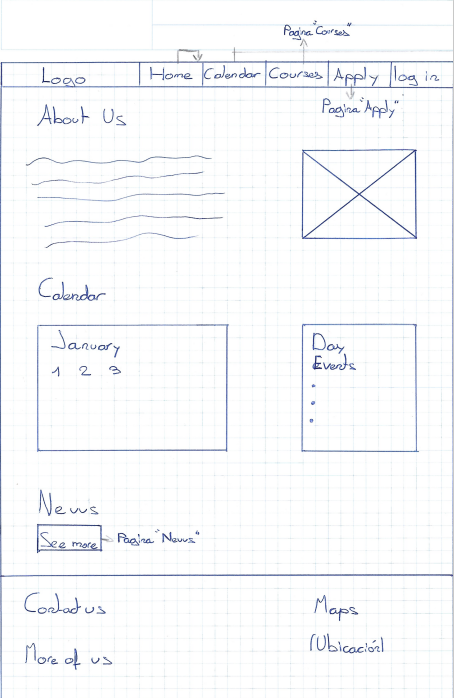 Pagina "Courses"
Logo Home Calendar Courses Apply log in
Pagina "Apply"
About Us
Calendar
January
1 2 3
Day
Events
News
See more Pagina "News"
Contact us
Maps
(Ubicación)
More of us